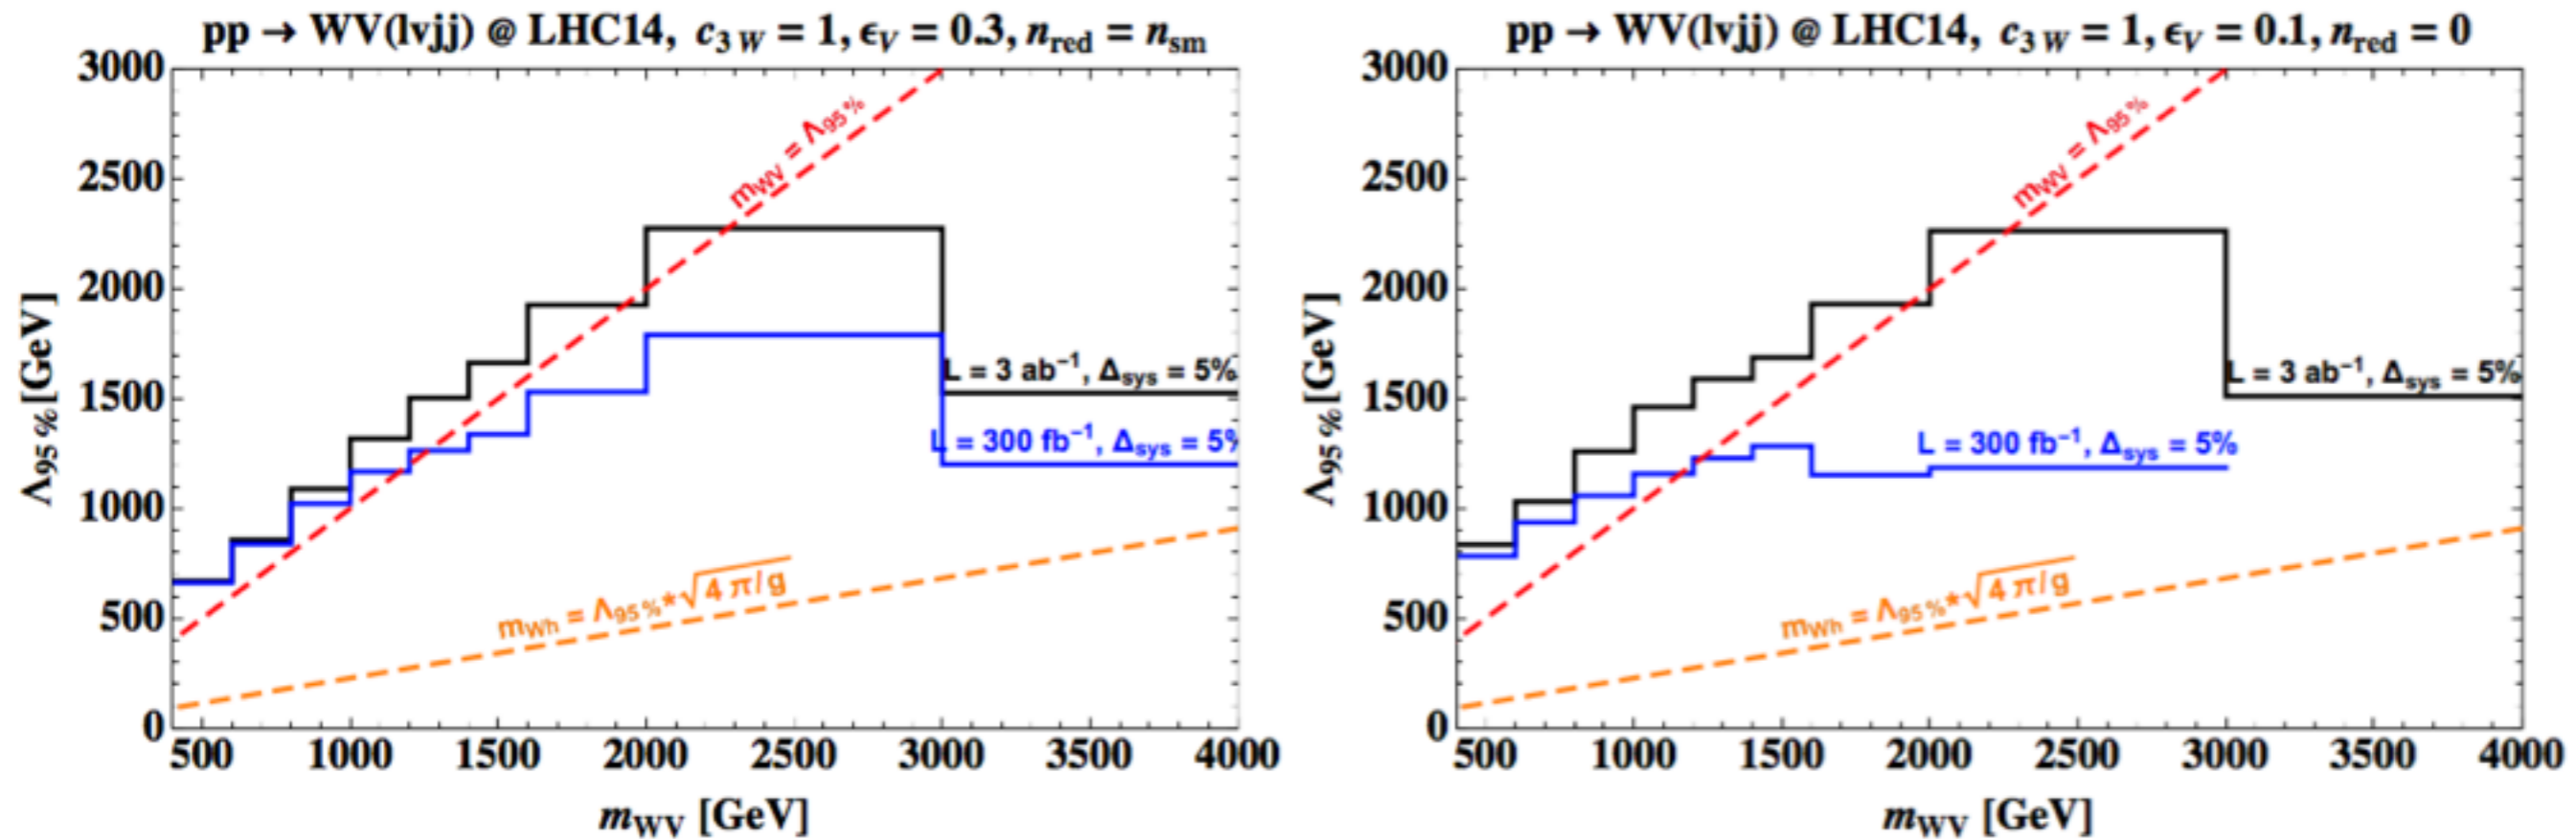 pp → WV(lvjj) @ LHC14, c₃ W = 1, ϵV = 0.3, nred = nsm
3000
2500
2000
1500
1000
500
0
Λ95 % [GeV]
mWV = Λ95 %
L = 3 ab⁻¹, Δsys = 5%
L = 300 fb⁻¹, Δsys = 5%
mWh = Λ95 %*√4 π/g
500 1000 1500 2000 2500 3000 3500 4000
mWV [GeV]
pp → WV(lvjj) @ LHC14, c₃ W = 1, ϵV = 0.1, nred = 0
3000
2500
2000
1500
1000
500
0
Λ95 % [GeV]
mWV = Λ95 %
L = 3 ab⁻¹, Δsys = 5%
L = 300 fb⁻¹, Δsys = 5%
mWh = Λ95 %*√4 π/g
500 1000 1500 2000 2500 3000 3500 4000
mWV [GeV]